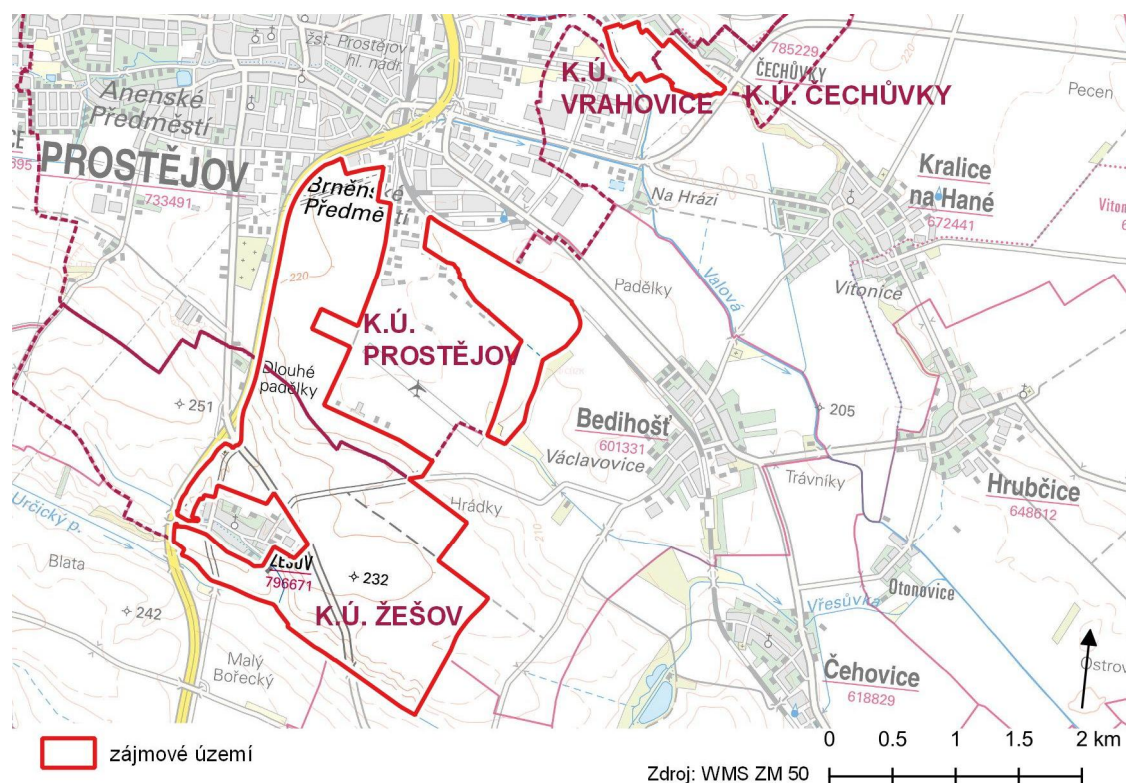 žst. Prostějov
hl. nádr.
Anenské
Předměstí
PROSTĚJOV
733491
Brněnské
Předměstí
220
220
785229
ČECHŮVKY
K.Ú.
VRAHOVICE
K.Ú. ČECHŮVKY
Pecen
Kralice
na Hané
672441
Na Hrázi
Valová
Padělky
Vítonice
K.Ú.
PROSTĚJOV
Dlouhé
padělky
251
205
Bedihošť
601331
Václavovice
Trávníky
Hrubčice
648612
Hrádky
210
Určický p.
Blata
ŽEŠOV
796671
232
242
K.Ú. ŽEŠOV
Otonovice
Vřesůvka
Malý
Bořecký
Čehovice
618829
Ostrov
zájmové území
0 0.5 1 1.5 2 km
Zdroj: WMS ZM 50